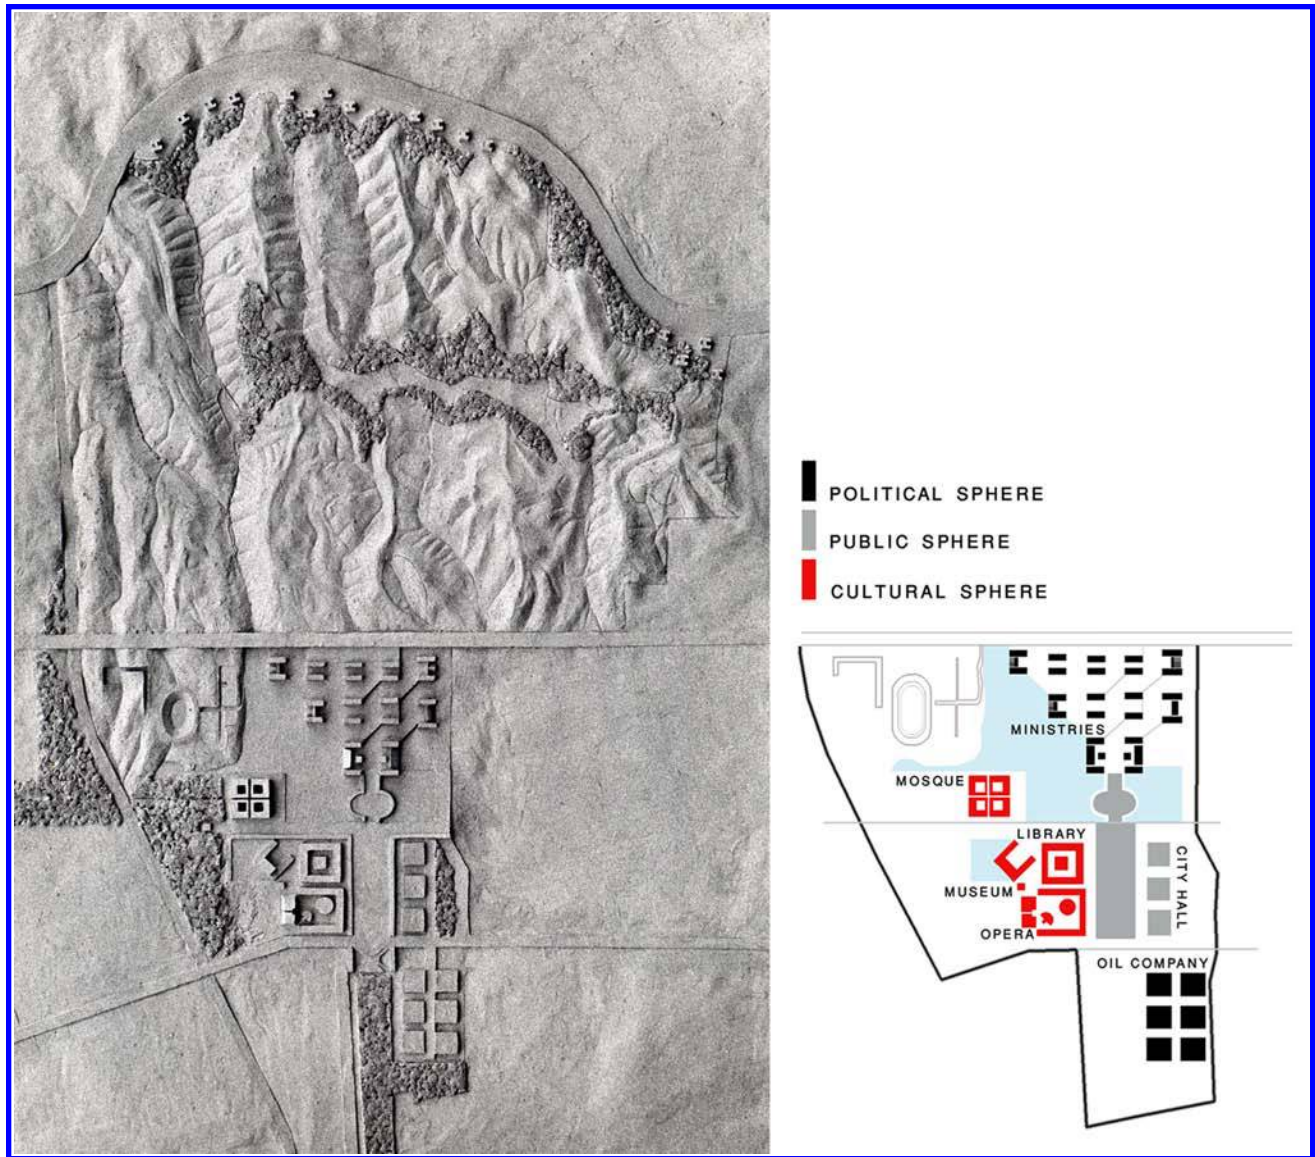 POLITICAL SPHERE
PUBLIC SPHERE
CULTURAL SPHERE
MINISTRIES
MOSQUE
LIBRARY
CITY HALL
MUSEUM
OPERA
OIL COMPANY